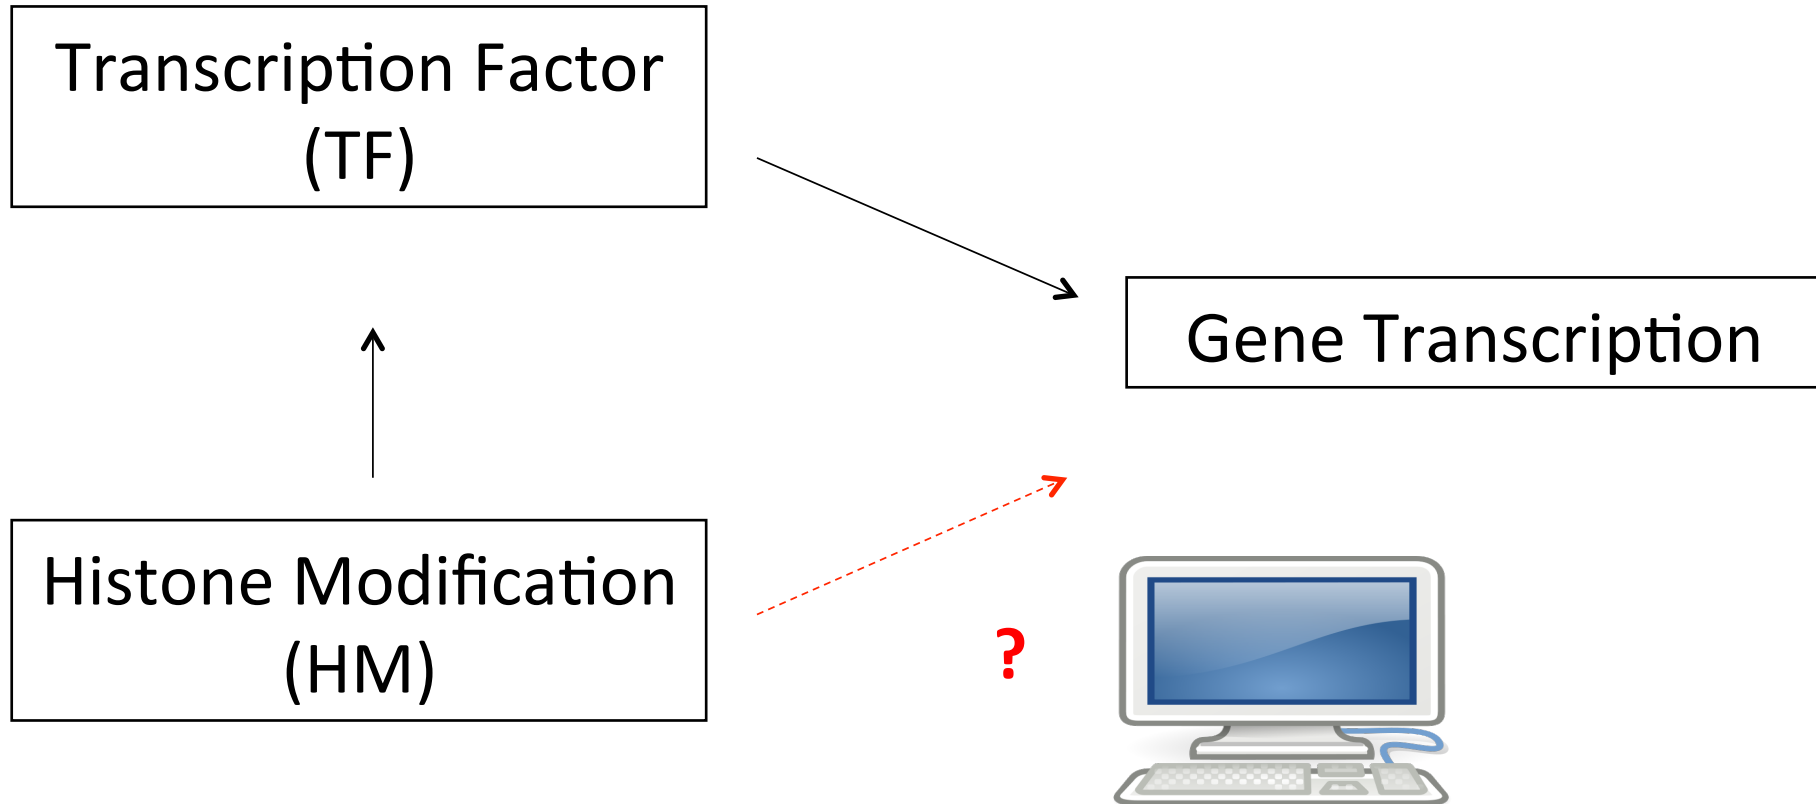 Transcription Factor
(TF)
Gene Transcription
Histone Modification
(HM)
?